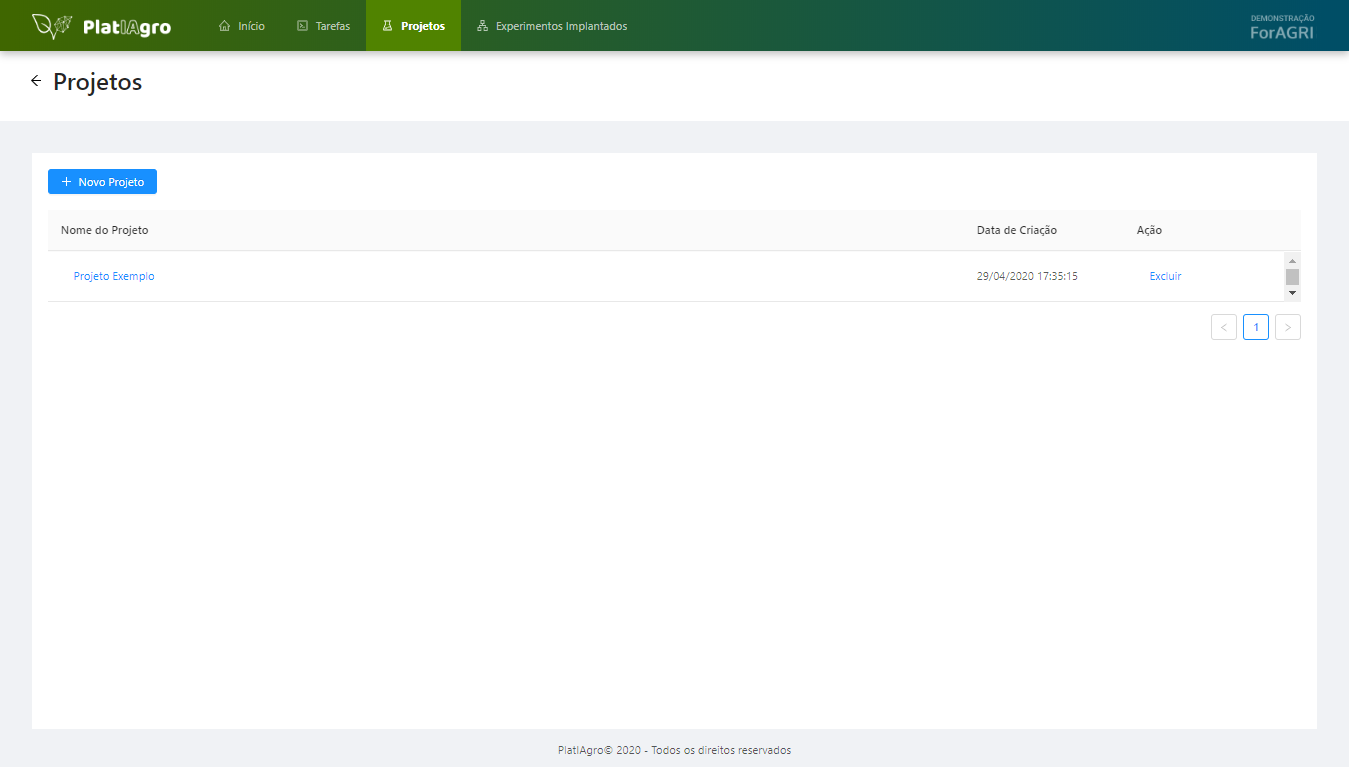 PlatIAgro
Início
Tarefas
Projetos
Experimentos Implantados
DEMONSTRAÇÃO
ForAGRI
Projetos
Novo Projeto
Nome do Projeto
Data de Criação
Ação
Projeto Exemplo
29/04/2020 17:35:15
Excluir
< 1 >
PlatIAgro© 2020 - Todos os direitos reservados